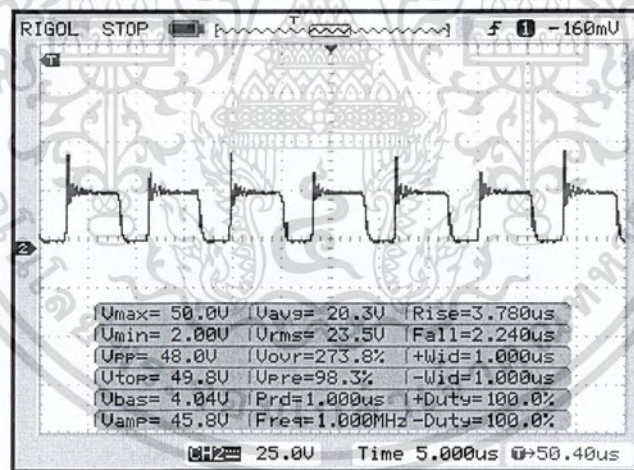 RIGOL STOP T f 1 -160mV
T
2
Vmax= 50.0V Vavg= 20.3V Rise=3.780us
Vmin= 2.00V Vrms= 23.5V Fall=2.240us
Vpp= 48.0V Vovr=273.8% +Wid=1.000us
Vtop= 49.8V Vpre=98.3% -Wid=1.000us
Vbas= 4.04V Prd=1.000us +Duty=100.0%
Vamp= 45.8V Freq=1.000MHz -Duty=100.0%
CH2 25.0V Time 5.000us T→50.40us